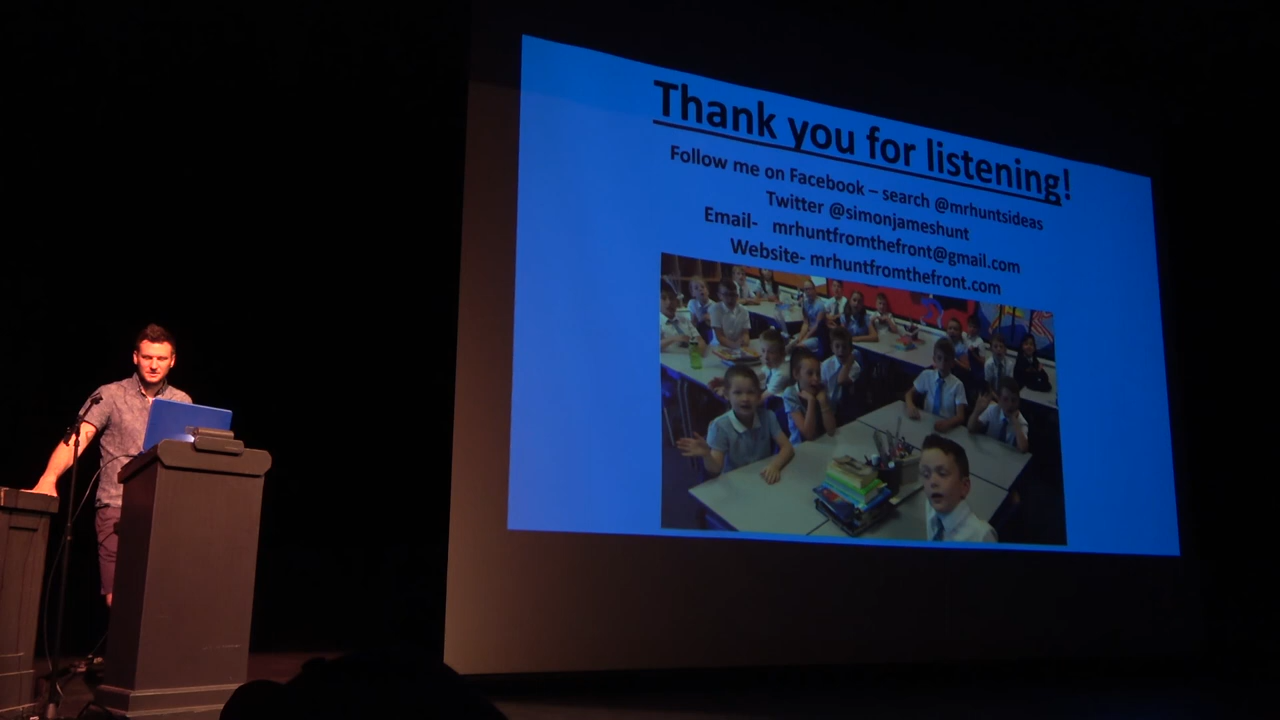 Thank you for listening!
Follow me on Facebook – search @mrhuntsideas
Twitter @simonjameshunt
Email- mrhuntfromthefront@gmail.com
Website- mrhuntfromthefront.com